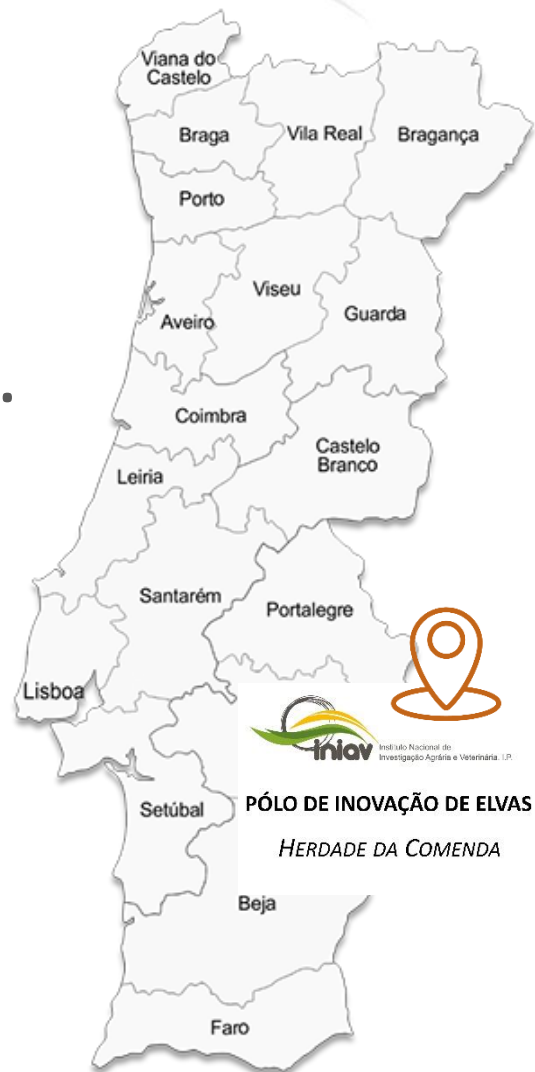 Viana do
Castelo
Braga
Vila Real
Bragança
Porto
Viseu
Guarda
Aveiro
Coimbra
Castelo
Branco
Leiria
Santarém
Portalegre
Lisboa
iniav
Instituto Nacional de
Investigação Agrária e Veterinária, I.P.
PÓLO DE INOVAÇÃO DE ELVAS
Setúbal
HERDADE DA COMENDA
Beja
Faro